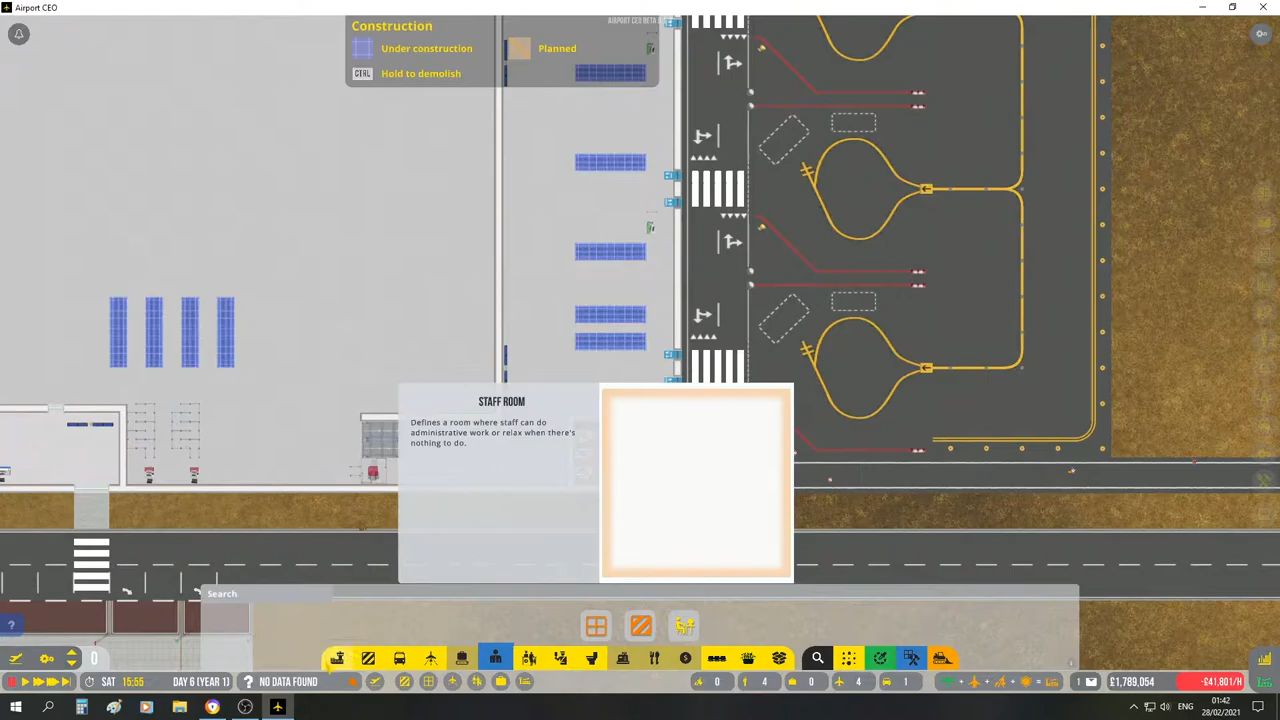 Airport CEO
Construction
Under construction
Planned
CTRL
Hold to demolish
AIRPORT CEO BETA
STAFF ROOM
Defines a room where staff can do
administrative work or relax when there's
nothing to do.
Search
?
0
SAT 15:55
DAY 6 (YEAR 1)
? NO DATA FOUND
0
4
0
4
1
1
£1,789,054
-£41,801/H
ENG
01:42
28/02/2021